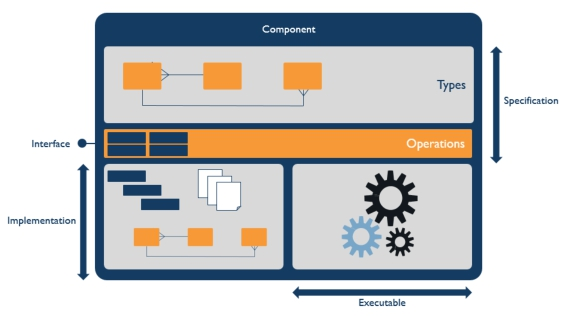 Component
Types
Specification
Interface
Operations
Implementation
Executable